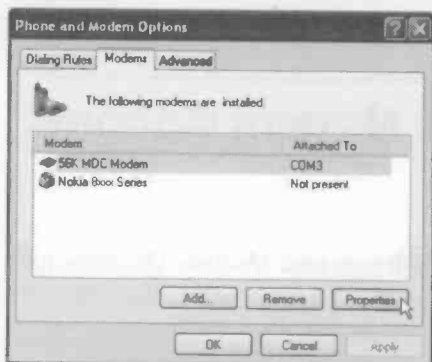 Phone and Modem Options
Dialing Rules Modems Advanced
The following modems are installed.
Modem Attached To
56K MDC Modem COM3
Nokia 8xxx Series Not present
Add... Remove Properties
OK Cancel Apply